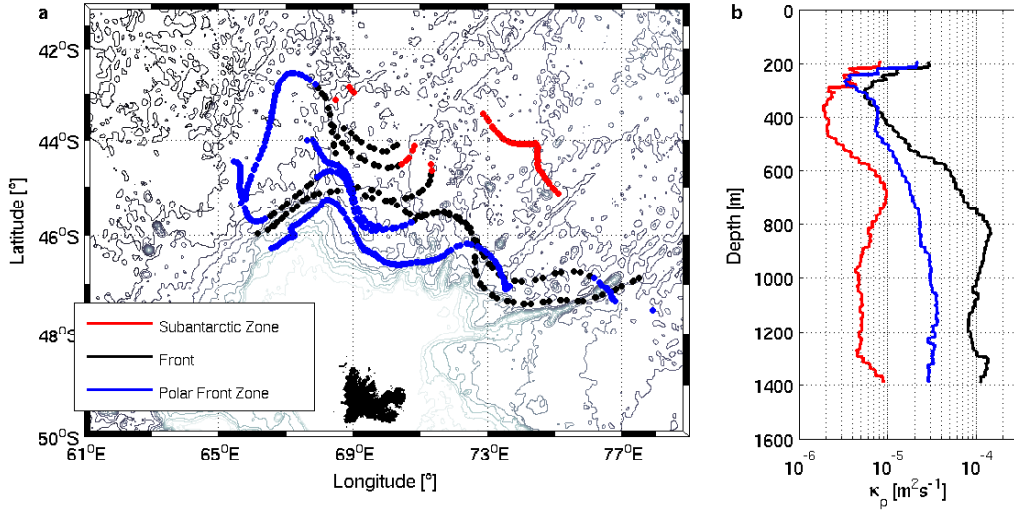 a
42°S
44°S
46°S
48°S
50°S
Latitude [°]
Subantarctic Zone
Front
Polar Front Zone
61°E
65°E
69°E
73°E
77°E
Longitude [°]
b
0
200
400
600
800
1000
1200
1400
1600
Depth [m]
10⁻⁶
10⁻⁵
10⁻⁴
κρ [m²s⁻¹]